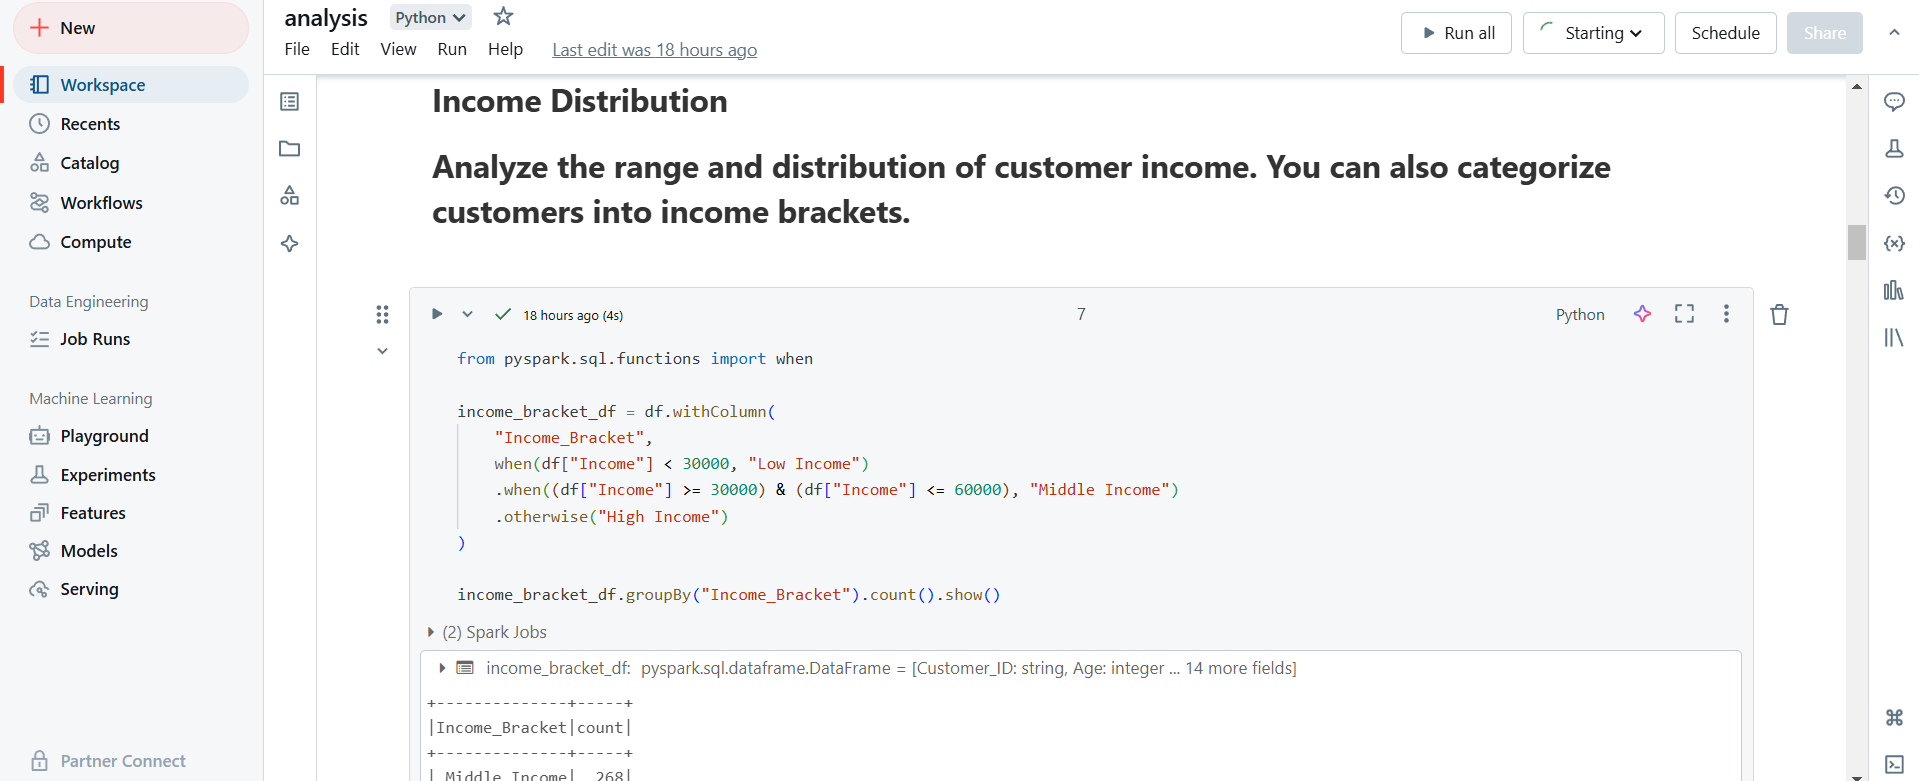 New
Workspace
Recents
Catalog
Workflows
Compute
Data Engineering
Job Runs
Machine Learning
Playground
Experiments
Features
Models
Serving
Partner Connect
analysis Python
File Edit View Run Help Last edit was 18 hours ago
Run all Starting Schedule Share
Income Distribution
Analyze the range and distribution of customer income. You can also categorize
customers into income brackets.
18 hours ago (4s) 7 Python
from pyspark.sql.functions import when
income_bracket_df = df.withColumn(
    "Income_Bracket",
    when(df["Income"] < 30000, "Low Income")
    .when((df["Income"] >= 30000) & (df["Income"] <= 60000), "Middle Income")
    .otherwise("High Income")
)
income_bracket_df.groupBy("Income_Bracket").count().show()
(2) Spark Jobs
income_bracket_df: pyspark.sql.dataframe.DataFrame = [Customer_ID: string, Age: integer ... 14 more fields]
+--------------+-----+
|Income_Bracket|count|
+--------------+-----+
| Middle Income|  268|